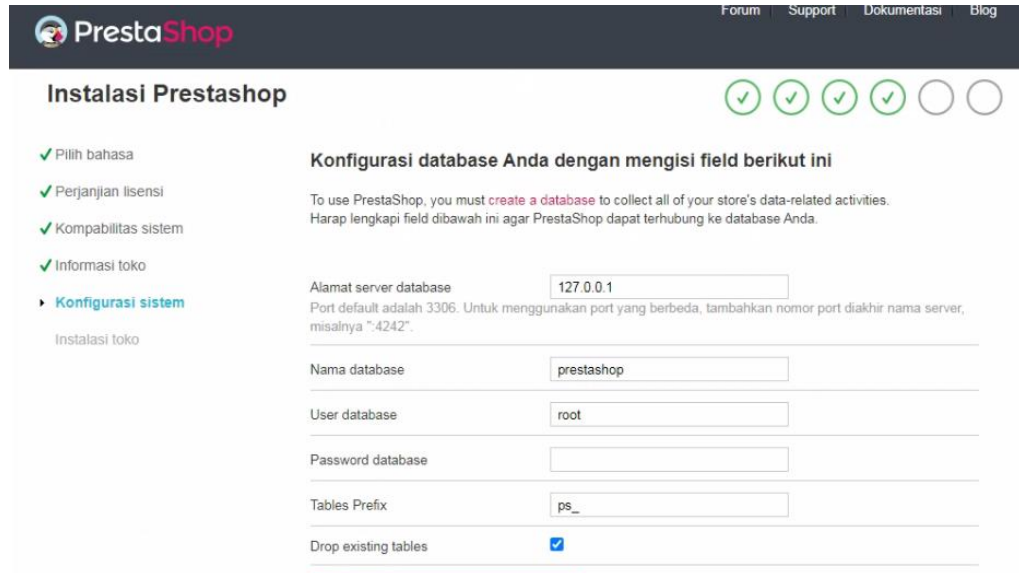 Forum Support Dokumentasi Blog
PrestaShop
Instalasi Prestashop
Pilih bahasa
Perjanjian lisensi
Kompabilitas sistem
Informasi toko
Konfigurasi sistem
Instalasi toko
Konfigurasi database Anda dengan mengisi field berikut ini
To use PrestaShop, you must create a database to collect all of your store's data-related activities.
Harap lengkapi field dibawah ini agar PrestaShop dapat terhubung ke database Anda.
Alamat server database 127.0.0.1
Port default adalah 3306. Untuk menggunakan port yang berbeda, tambahkan nomor port diakhir nama server,
misalnya ":4242".
Nama database prestashop
User database root
Password database
Tables Prefix ps_
Drop existing tables